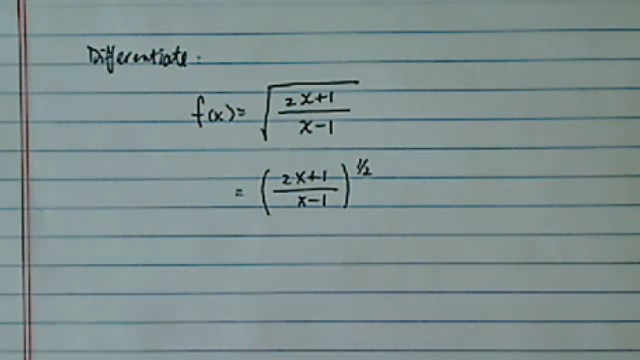 Differentiate:
f(x) = √((2x+1)/(x-1))
= ((2x+1)/(x-1))^(1/2)